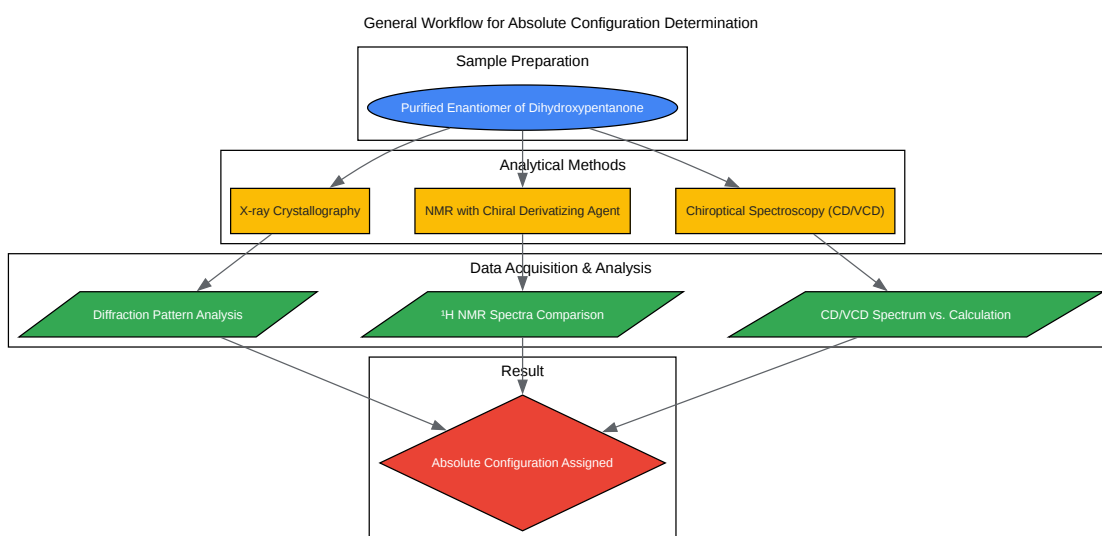 General Workflow for Absolute Configuration Determination
Sample Preparation
Purified Enantiomer of Dihydroxypentanone
Analytical Methods
X-ray Crystallography
NMR with Chiral Derivatizing Agent
Chiroptical Spectroscopy (CD/VCD)
Data Acquisition & Analysis
Diffraction Pattern Analysis
¹H NMR Spectra Comparison
CD/VCD Spectrum vs. Calculation
Result
Absolute Configuration Assigned